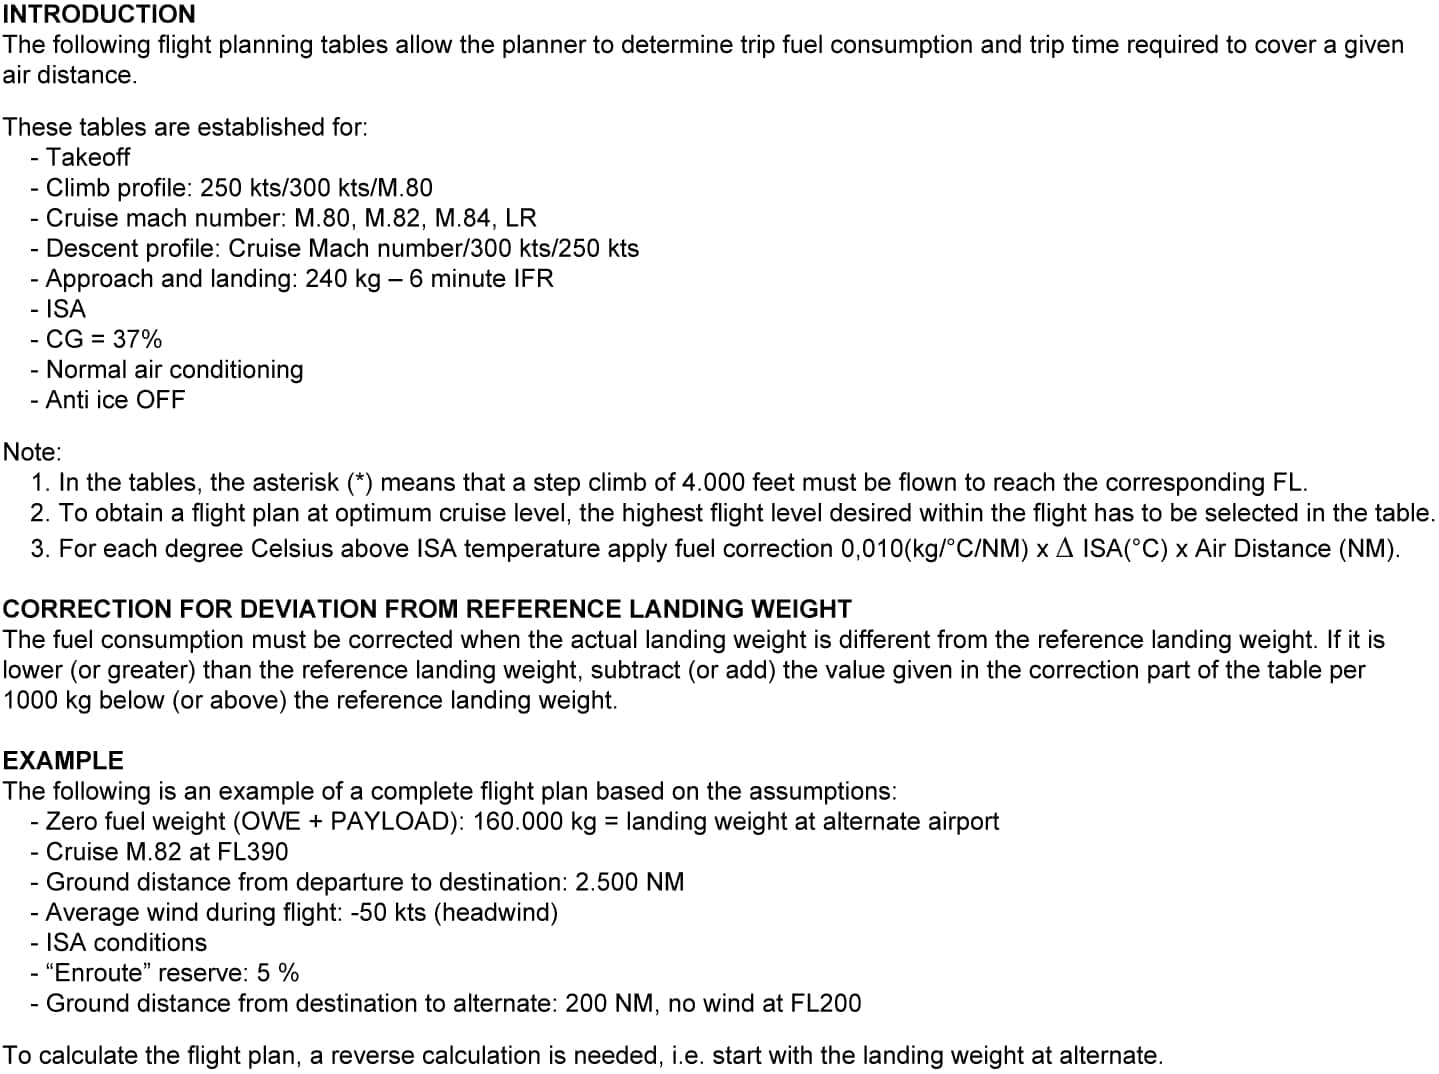 INTRODUCTION
The following flight planning tables allow the planner to determine trip fuel consumption and trip time required to cover a given
air distance.
These tables are established for:
- Takeoff
- Climb profile: 250 kts/300 kts/M.80
- Cruise mach number: M.80, M.82, M.84, LR
- Descent profile: Cruise Mach number/300 kts/250 kts
- Approach and landing: 240 kg – 6 minute IFR
- ISA
- CG = 37%
- Normal air conditioning
- Anti ice OFF
Note:
1. In the tables, the asterisk (*) means that a step climb of 4.000 feet must be flown to reach the corresponding FL.
2. To obtain a flight plan at optimum cruise level, the highest flight level desired within the flight has to be selected in the table.
3. For each degree Celsius above ISA temperature apply fuel correction 0,010(kg/°C/NM) x Δ ISA(°C) x Air Distance (NM).
CORRECTION FOR DEVIATION FROM REFERENCE LANDING WEIGHT
The fuel consumption must be corrected when the actual landing weight is different from the reference landing weight. If it is
lower (or greater) than the reference landing weight, subtract (or add) the value given in the correction part of the table per
1000 kg below (or above) the reference landing weight.
EXAMPLE
The following is an example of a complete flight plan based on the assumptions:
- Zero fuel weight (OWE + PAYLOAD): 160.000 kg = landing weight at alternate airport
- Cruise M.82 at FL390
- Ground distance from departure to destination: 2.500 NM
- Average wind during flight: -50 kts (headwind)
- ISA conditions
- “Enroute” reserve: 5 %
- Ground distance from destination to alternate: 200 NM, no wind at FL200
To calculate the flight plan, a reverse calculation is needed, i.e. start with the landing weight at alternate.